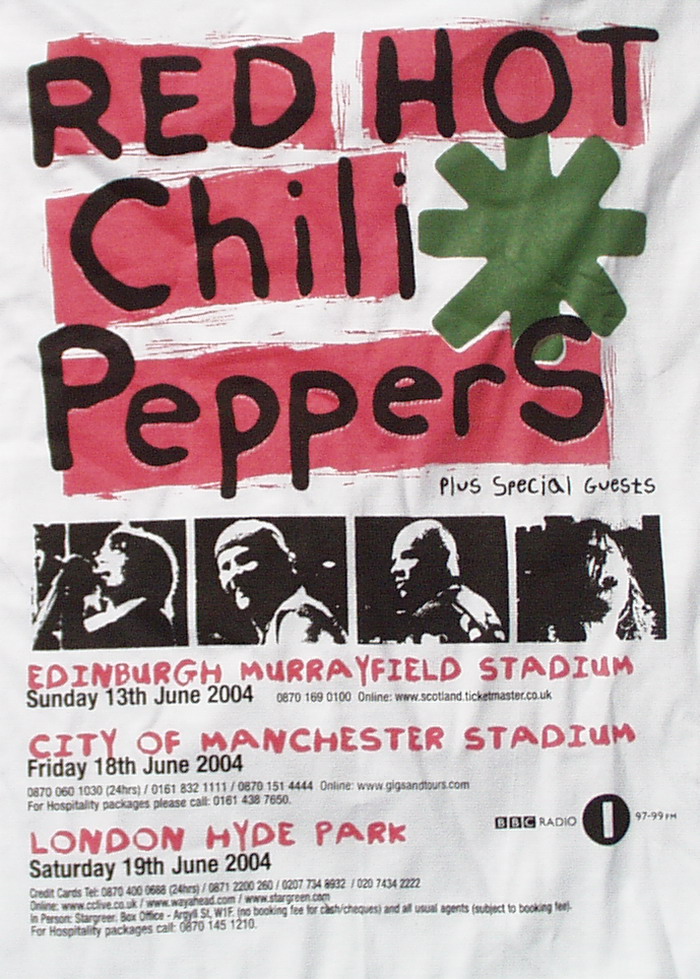 RED HOT
Chili
Peppers
Plus Special Guests
EDINBURGH MURRAYFIELD STADIUM
Sunday 13th June 2004 0870 169 0100 Online: www.scotland.ticketmaster.co.uk
CITY OF MANCHESTER STADIUM
Friday 18th June 2004
0870 060 1030 (24hrs) / 0161 832 1111 / 0870 151 4444 Online: www.gigsandtours.com
For Hospitality packages please call: 0161 438 7650.
BBC RADIO 1 97-99 FM
LONDON HYDE PARK
Saturday 19th June 2004
Credit Cards Tel: 0870 400 0688 (24hrs) / 0871 2200 260 / 0207 734 8932 / 020 7434 2222
Online: www.cclive.co.uk / www.wayahead.com / www.stargreen.com
In Person: Stargreen. Box Office - Argyll St, W1F. (no booking fee for cash/cheques) and all usual agents (subject to booking fee).
For Hospitality packages call: 0870 145 1210.